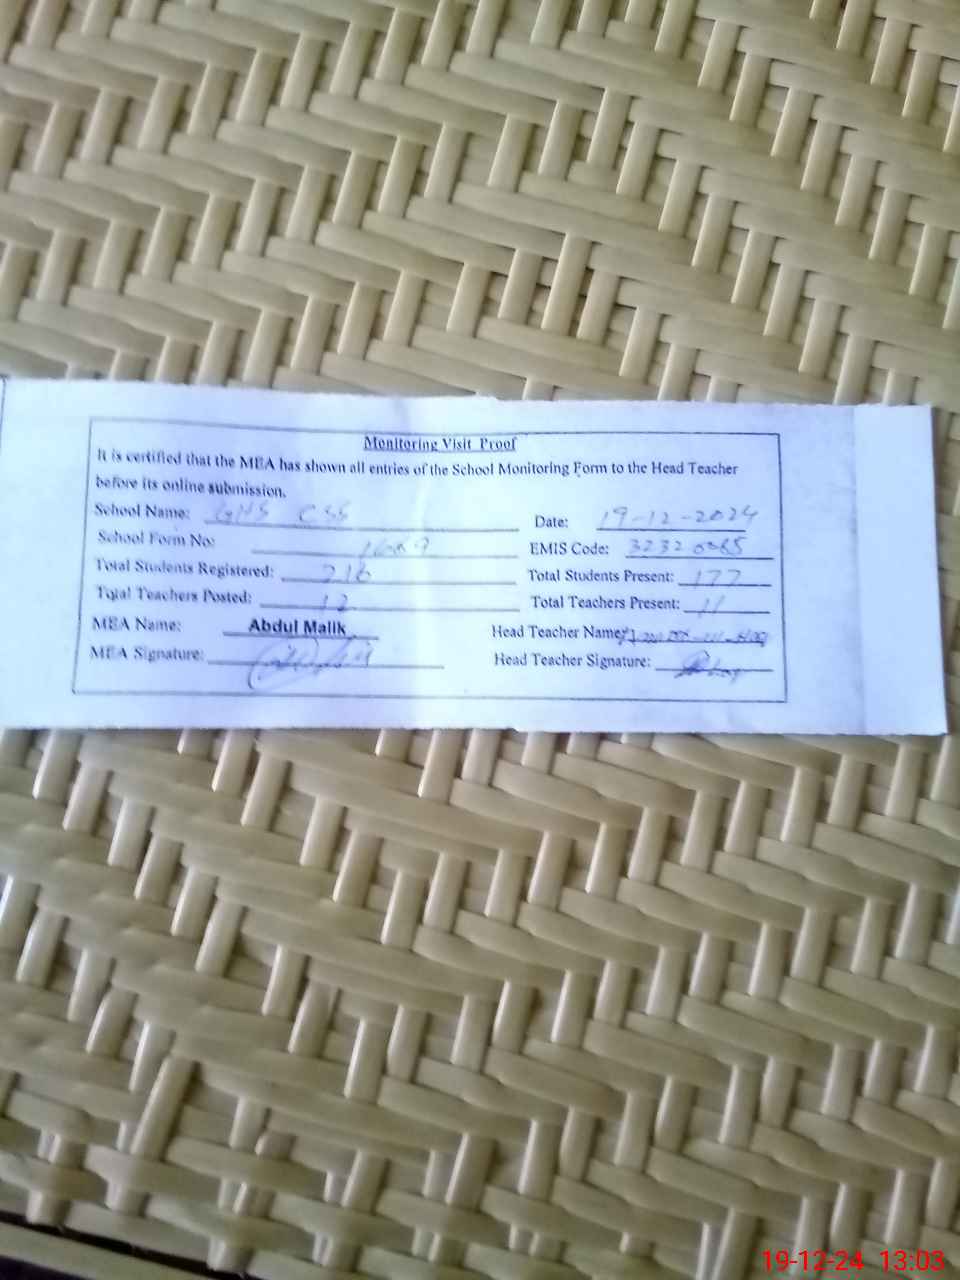 Monitoring Visit Proof
It is certified that the MEA has shown all entries of the School Monitoring Form to the Head Teacher
before its online submission.
School Name: GHS CSS
Date: 19-12-2024
School Form No:
EMIS Code: 32320065
Total Students Registered: 216
Total Students Present: 177
Total Teachers Posted: 12
Total Teachers Present: 11
MEA Name: Abdul Malik
Head Teacher Name:
MEA Signature:
Head Teacher Signature:
19-12-24 13:03